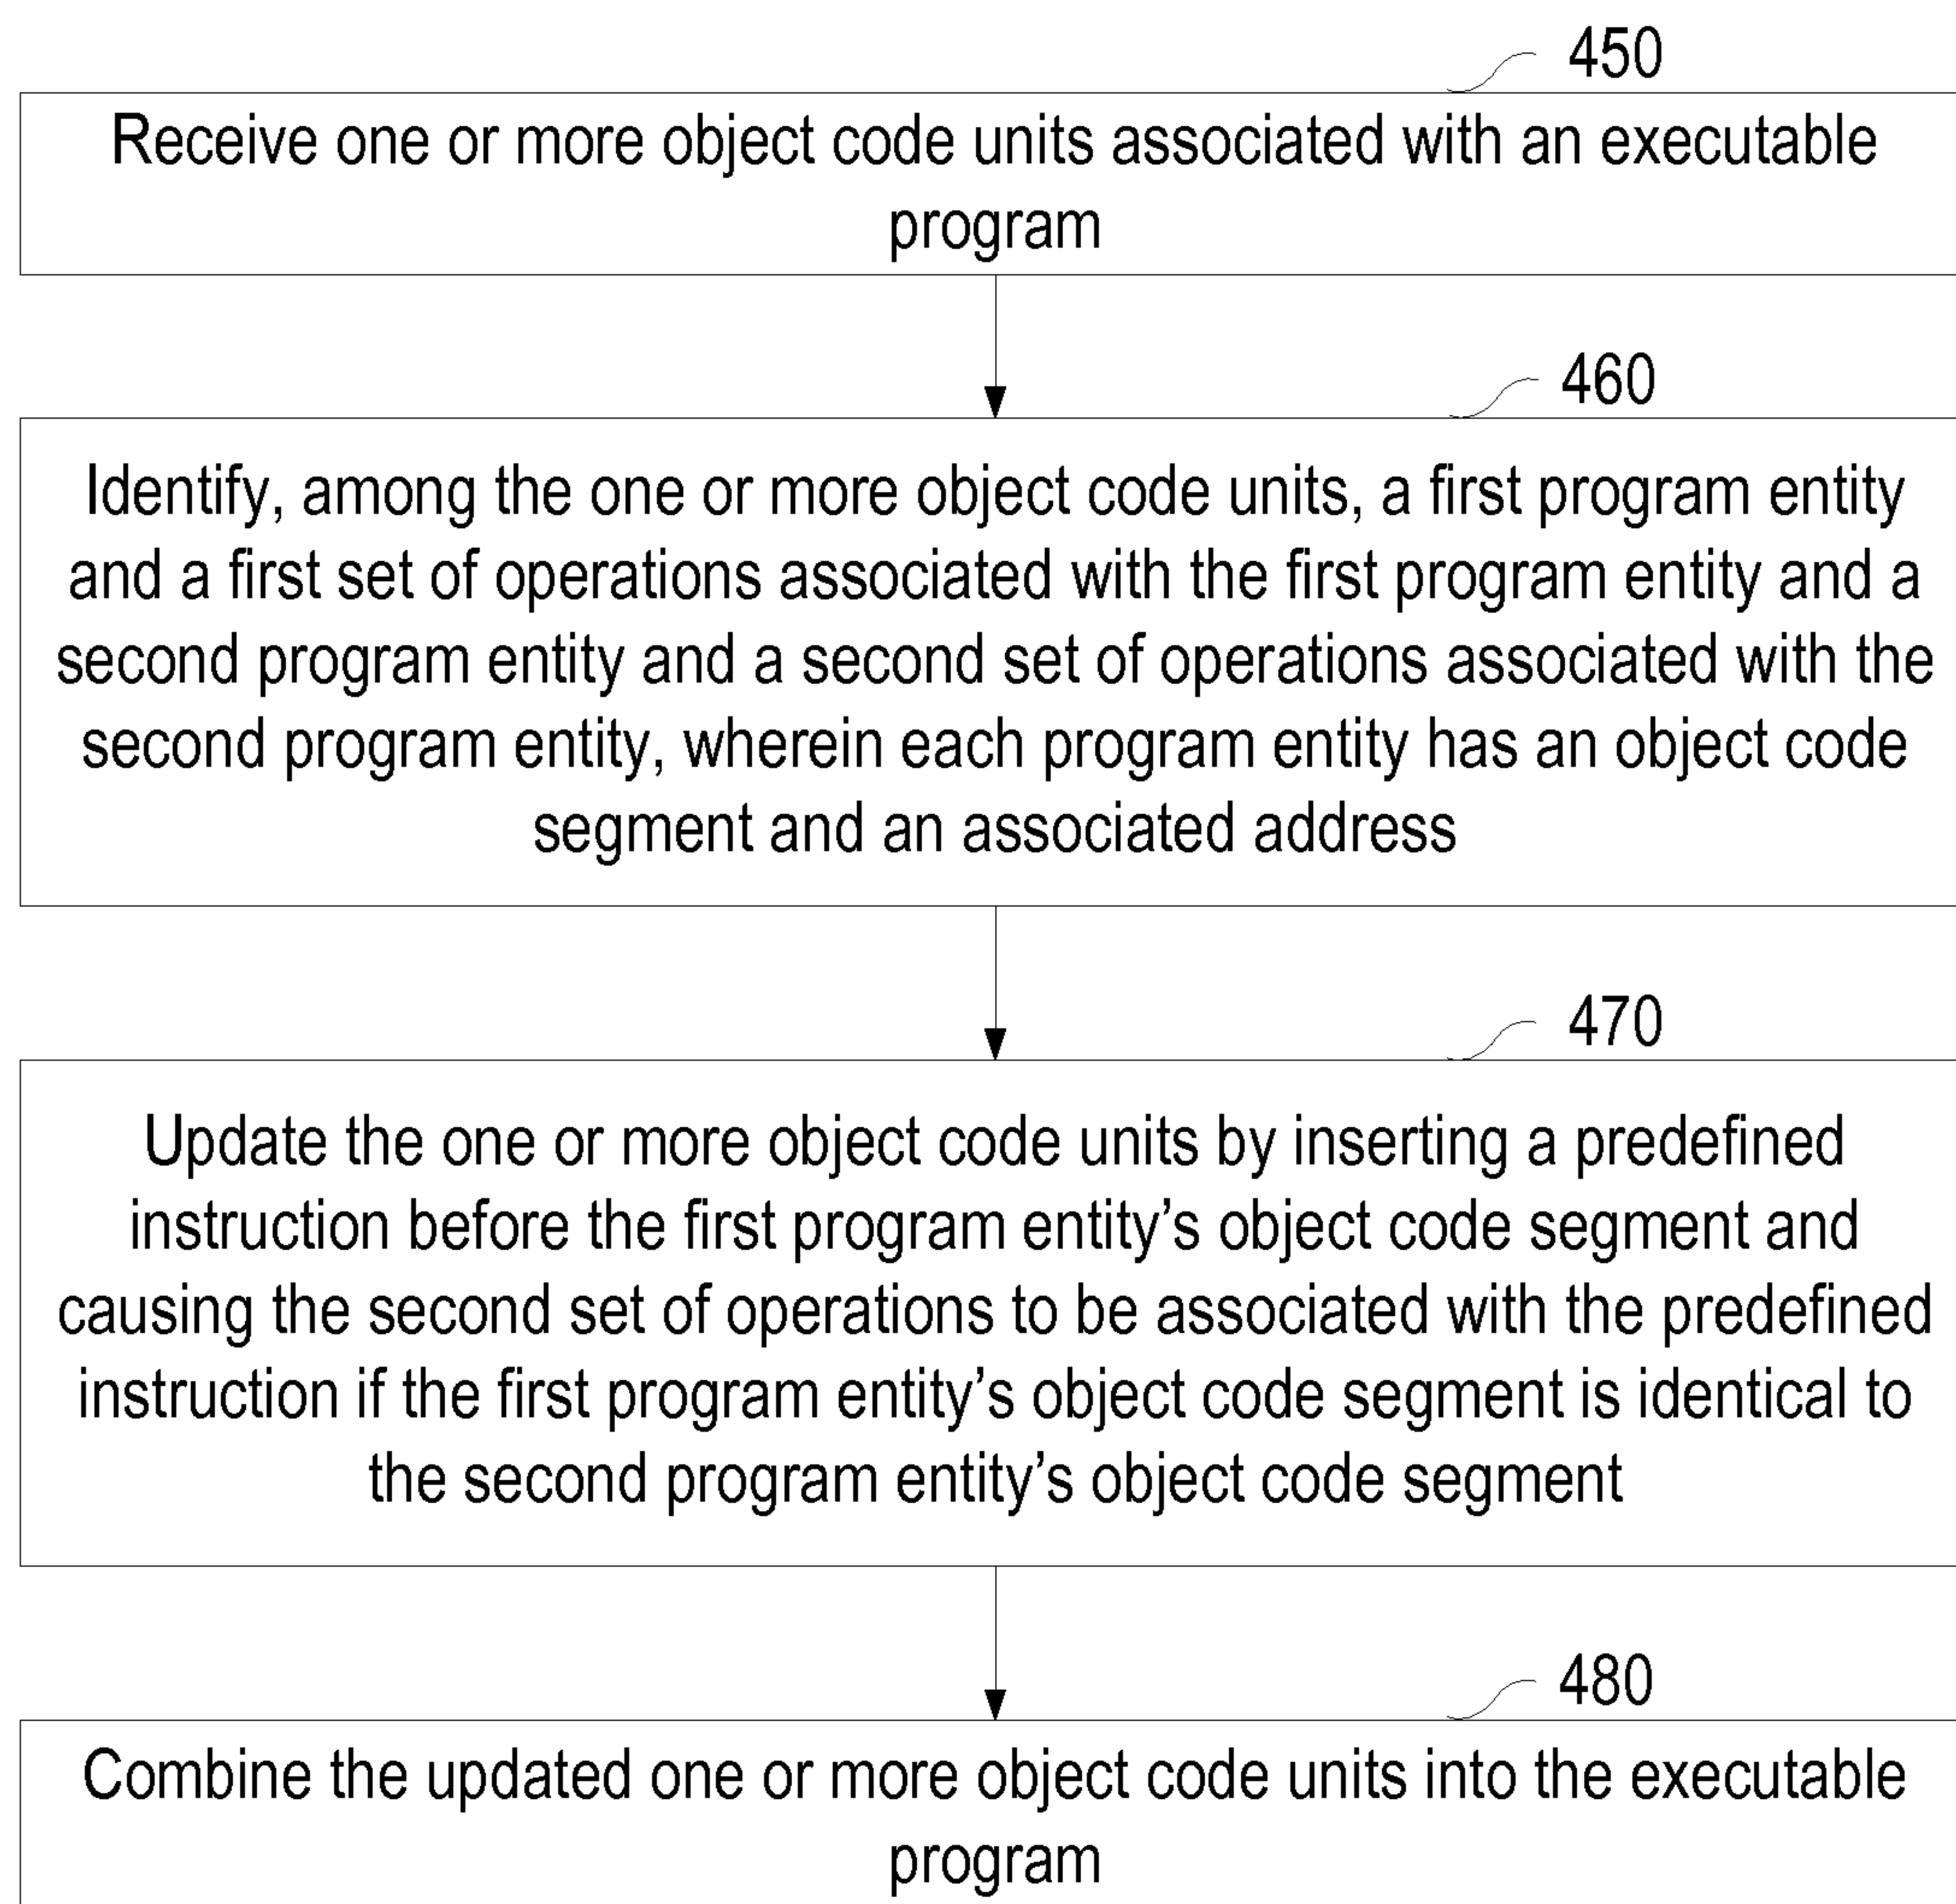 450
Receive one or more object code units associated with an executable
program
460
Identify, among the one or more object code units, a first program entity
and a first set of operations associated with the first program entity and a
second program entity and a second set of operations associated with the
second program entity, wherein each program entity has an object code
segment and an associated address
470
Update the one or more object code units by inserting a predefined
instruction before the first program entity’s object code segment and
causing the second set of operations to be associated with the predefined
instruction if the first program entity’s object code segment is identical to
the second program entity’s object code segment
480
Combine the updated one or more object code units into the executable
program